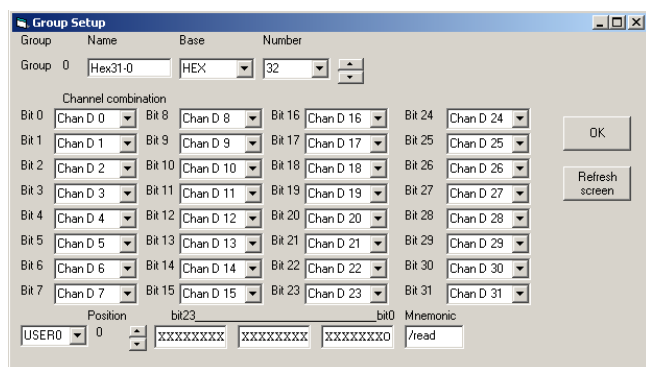 Group Setup
Group Name Base Number
Group 0 Hex31-0 HEX 32
Channel combination
Bit 0 Chan D 0 Bit 8 Chan D 8 Bit 16 Chan D 16 Bit 24 Chan D 24
Bit 1 Chan D 1 Bit 9 Chan D 9 Bit 17 Chan D 17 Bit 25 Chan D 25 OK
Bit 2 Chan D 2 Bit 10 Chan D 10 Bit 18 Chan D 18 Bit 26 Chan D 26
Bit 3 Chan D 3 Bit 11 Chan D 11 Bit 19 Chan D 19 Bit 27 Chan D 27 Refresh screen
Bit 4 Chan D 4 Bit 12 Chan D 12 Bit 20 Chan D 20 Bit 28 Chan D 28
Bit 5 Chan D 5 Bit 13 Chan D 13 Bit 21 Chan D 21 Bit 29 Chan D 29
Bit 6 Chan D 6 Bit 14 Chan D 14 Bit 22 Chan D 22 Bit 30 Chan D 30
Bit 7 Chan D 7 Bit 15 Chan D 15 Bit 23 Chan D 23 Bit 31 Chan D 31
Position bit23 bit0 Mnemonic
USER0 0 XXXXXXXX XXXXXXXX XXXXXXX0 /read